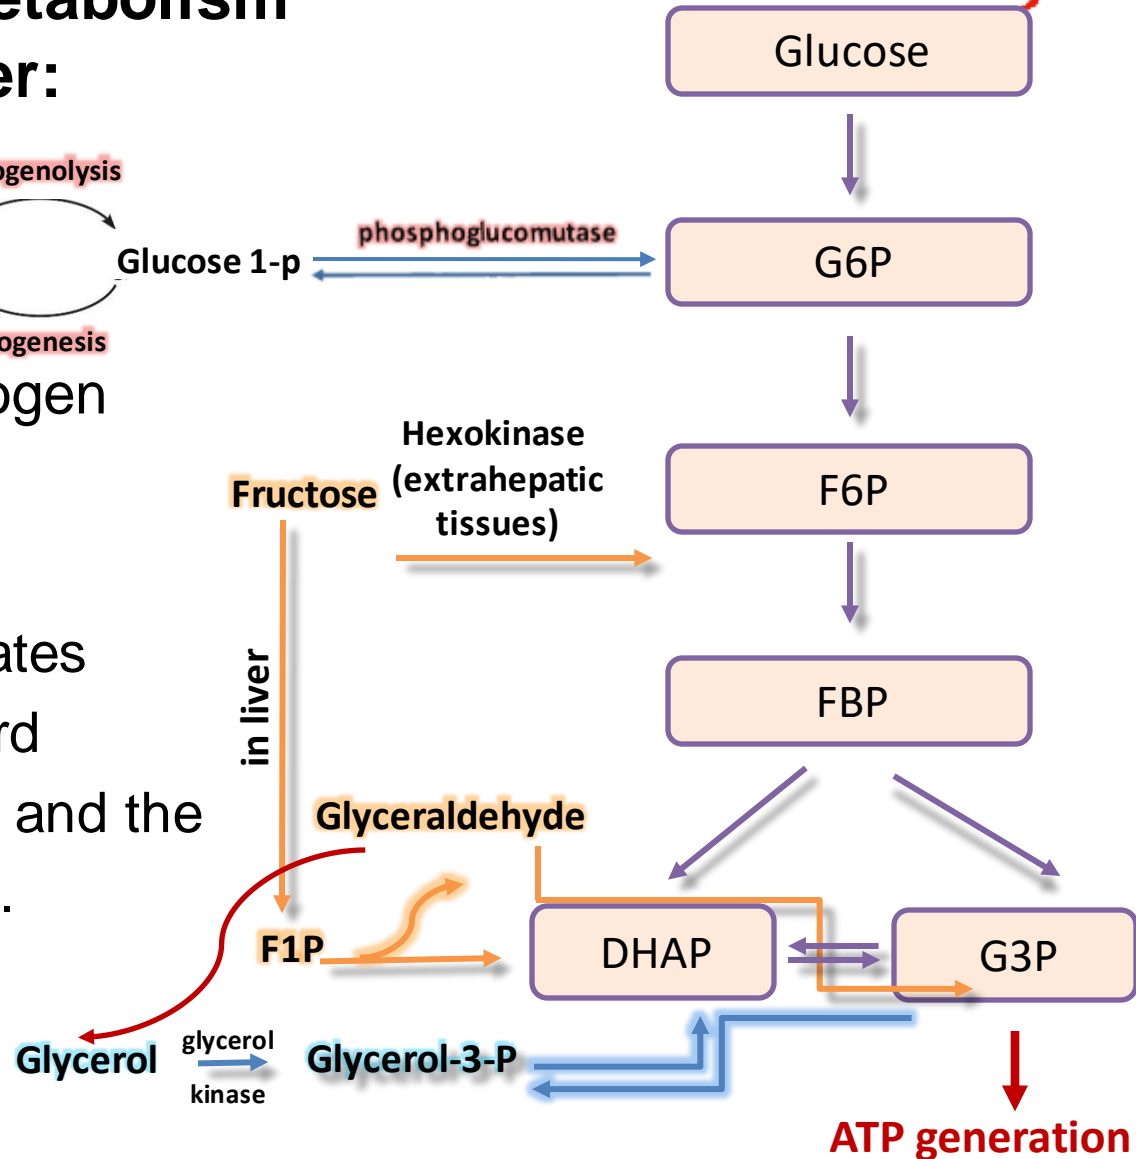 etabolism
er:
Glucose
ogenolysis
Glucose 1-p
phosphoglucomutase
G6P
ogenesis
ogen
Hexokinase
(extrahepatic
tissues)
Fructose
F6P
in liver
ates
rd
and the
.
FBP
Glyceraldehyde
F1P
DHAP
G3P
Glycerol
glycerol
kinase
Glycerol-3-P
ATP generation